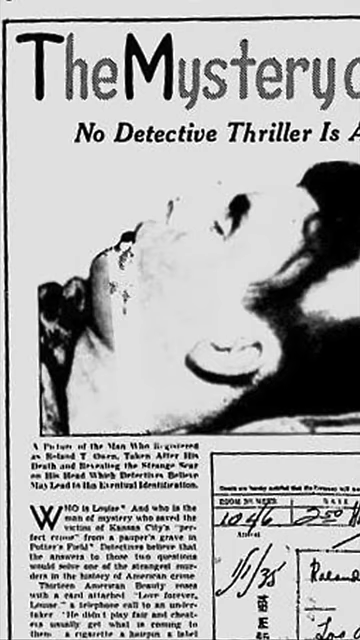 The Mystery o
No Detective Thriller Is A
A Picture of the Man Who Registered
as Roland T. Owen, Taken After His
Death and Revealing the Strange Scar
on His Head Which Detectives Believe
May Lead to His Eventual Identification.
WHO is Louise? And who is the
man of mystery who saved the
victim of Kansas City's "per-
fect crime" from a pauper's grave in
Potter's Field? Detectives believe that
the answers to those two questions
would solve one of the strangest mur-
ders in the history of American crime.
Thirteen American Beauty roses
with a card attached "Love forever,
Louise," a telephone call to an under-
taker "He didn't play fair and cheat-
ers usually get what is coming to
them a cigarette a hairpin a label
ROOM NUMBER
RATE
1046
2 50
1/1/35
Roland